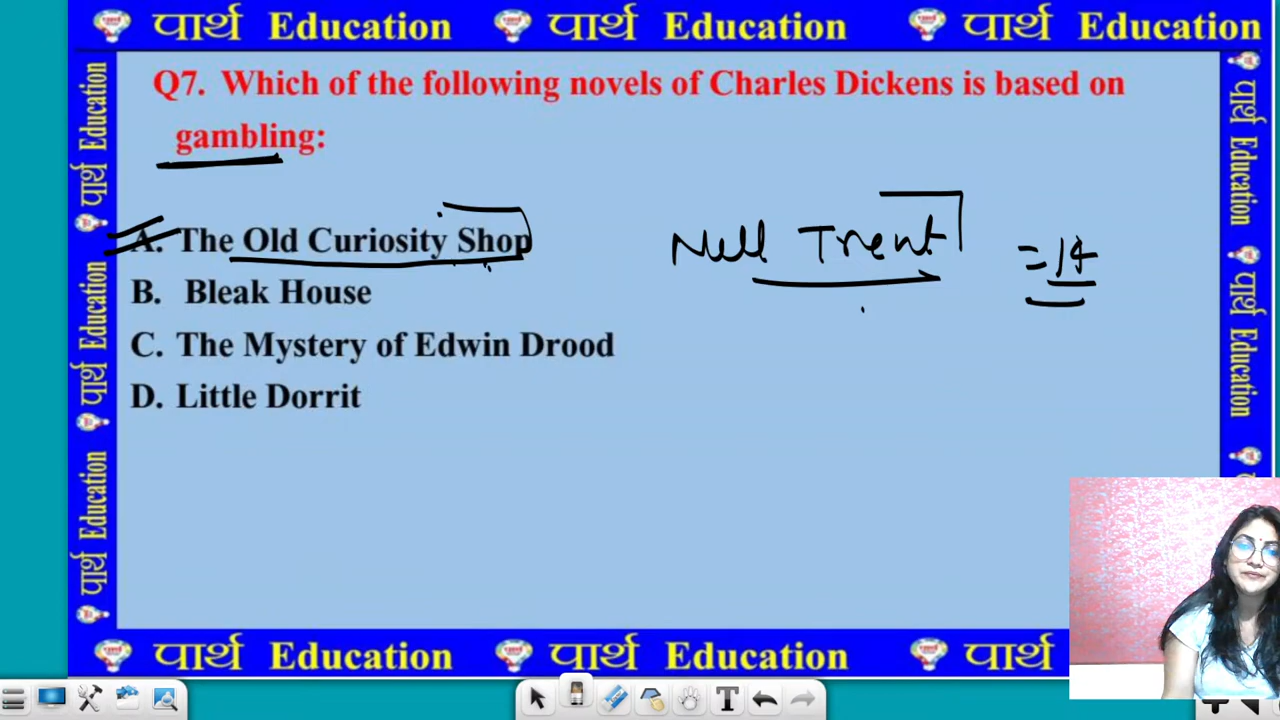 पार्थ Education पार्थ Education पार्थ Education
Q7. Which of the following novels of Charles Dickens is based on
gambling:
A. The Old Curiosity Shop
Nell Trent = 14
B. Bleak House
C. The Mystery of Edwin Drood
D. Little Dorrit
पार्थ Education
पार्थ Education
पार्थ Education
पार्थ Education
पार्थ Education
पार्थ Education पार्थ Education पार्थ
T